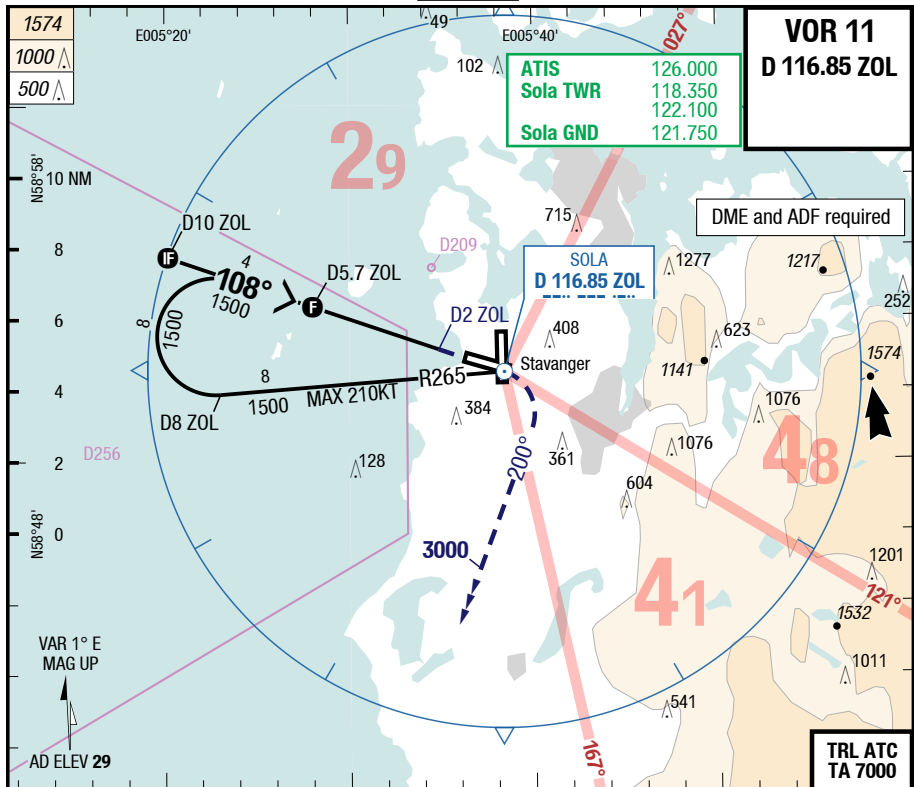 1574
1000
500
E005°20'
49
E005°40'
027°
102
ATIS 126.000
Sola TWR 118.350
122.100
Sola GND 121.750
VOR 11
D 116.85 ZOL
N58°58'
10 NM
29
DME and ADF required
D10 ZOL
715
8
IF
4
108°
1500
D209
D5.7 ZOL
F
SOLA
D 116.85 ZOL
1277
1217
252
6
8
1500
D2 ZOL
408
623
1574
Stavanger
1141
4
8
1500
MAX 210KT
R265
D8 ZOL
384
1076
D256
2
128
200°
361
1076
48
604
N58°48'
0
3000
41
1201
121°
1532
VAR 1° E
MAG UP
1011
541
167°
AD ELEV 29
TRL ATC
TA 7000